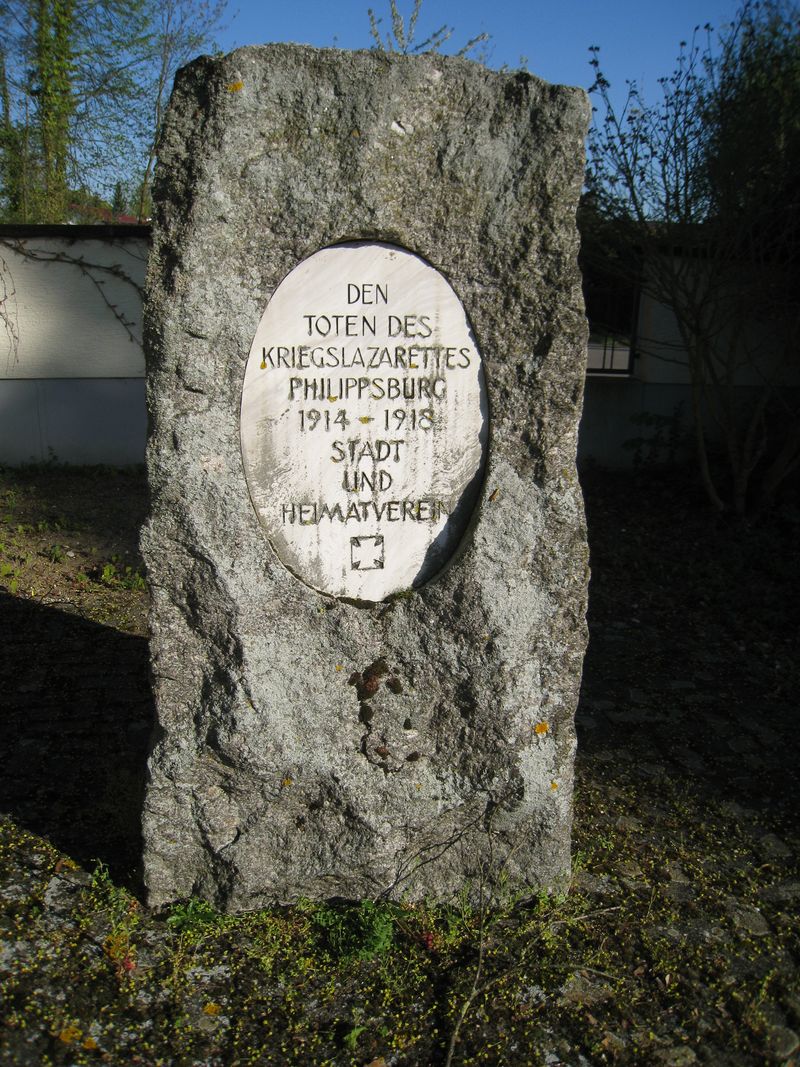 DEN
TOTEN DES
KRIEGSLAZARETTES
PHILIPPSBURG
1914 - 1918
STADT
UND
HEIMATVEREIN